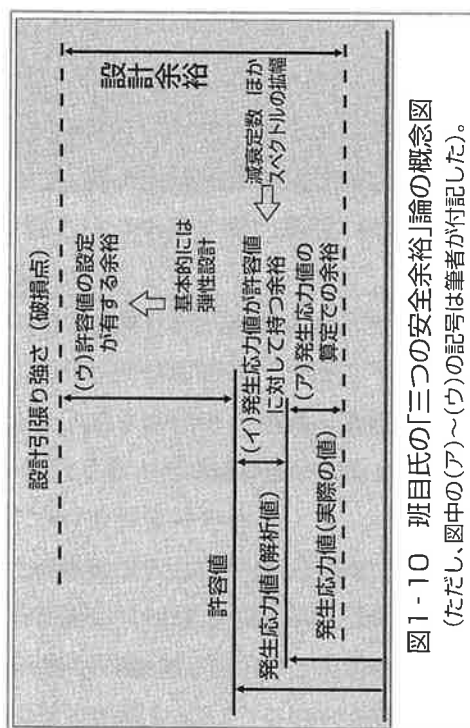 設計引張り強さ（破損点）
(ウ)許容値の設定
が有する余裕
設計余裕
基本的には
弾性設計
減衰定数 ほか
スペクトルの拡幅
許容値
(イ)発生応力値が許容値
に対して持つ余裕
発生応力値(解析値)
(ア)発生応力値の
算定での余裕
発生応力値(実際の値)
図1-10 班目氏の｢三つの安全余裕｣論の概念図
(ただし、図中の(ア)～(ウ)の記号は筆者が付記した)。